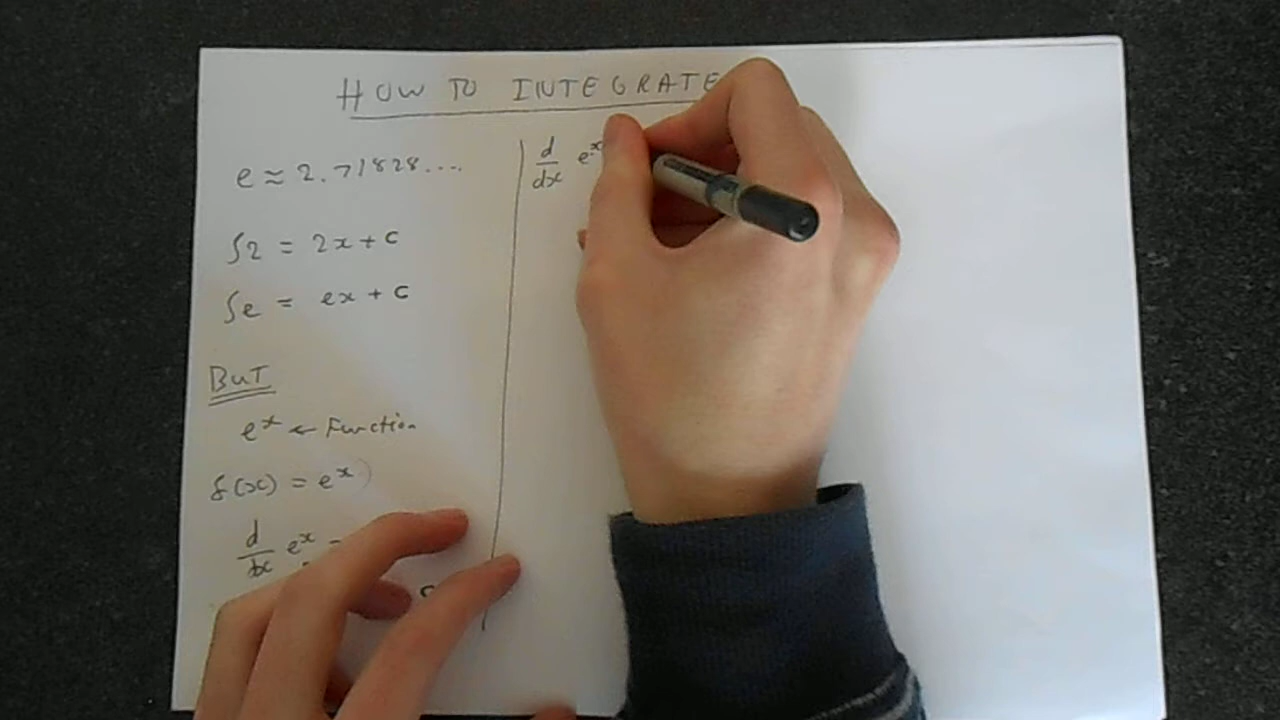 HOW TO INTEGRATE
e ≈ 2.71828....
∫2 = 2x + c
∫e = ex + c
BUT
e^x ← Function
f(x) = e^x
d/dx e^x =
c
d/dx e^x